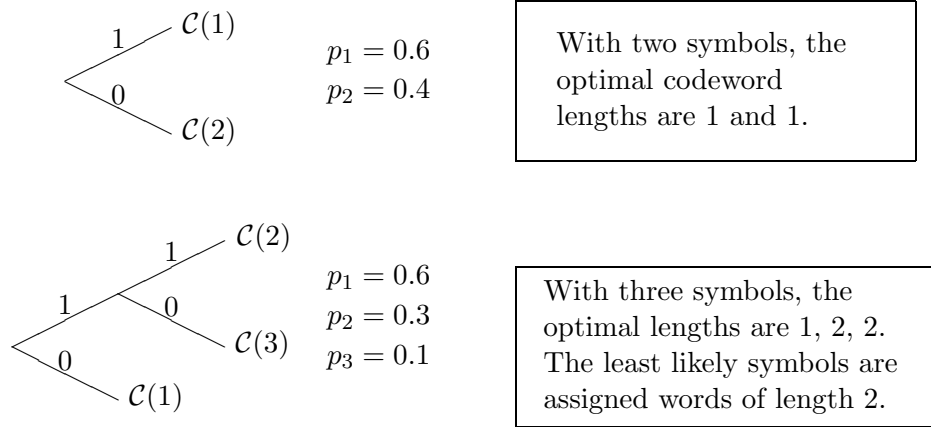 1 𝒞(1)
0
𝒞(2)
p₁ = 0.6
p₂ = 0.4
With two symbols, the
optimal codeword
lengths are 1 and 1.
1 𝒞(2)
1 0
0 𝒞(3)
𝒞(1)
p₁ = 0.6
p₂ = 0.3
p₃ = 0.1
With three symbols, the
optimal lengths are 1, 2, 2.
The least likely symbols are
assigned words of length 2.